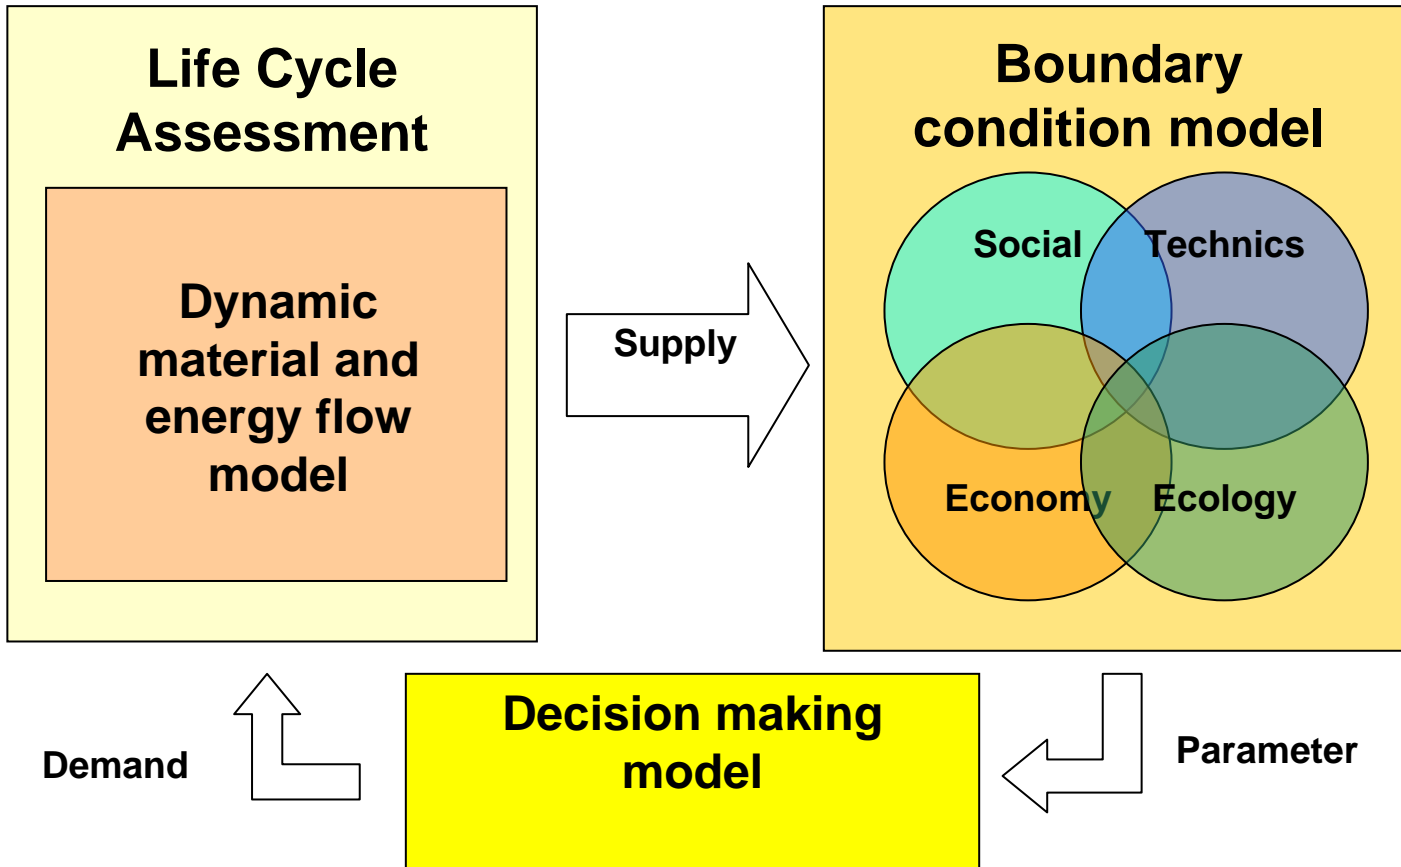 Life Cycle
Assessment
Dynamic
material and
energy flow
model
Supply
Boundary
condition model
Social
Technics
Economy
Ecology
Demand
Decision making
model
Parameter